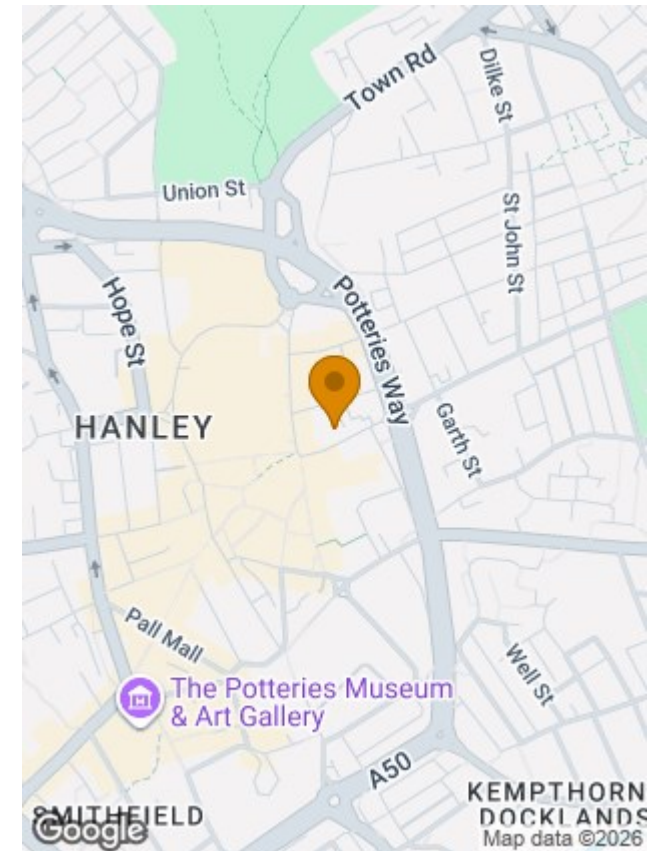 Town Rd
Dilke St
Union St
St John St
Hope St
Potteries Way
HANLEY
Garth St
Pall Mall
Well St
The Potteries Museum
& Art Gallery
A50
KEMPTHORN
DOCKLANDS
SMITHFIELD
Google
Map data ©2026